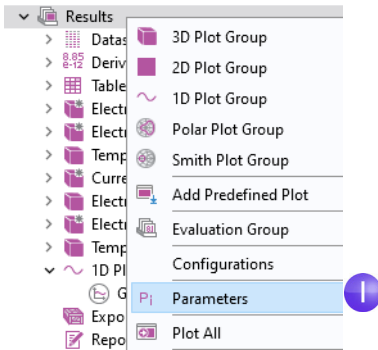 Results
Datas
3D Plot Group
8.85
e-12
Deriv
2D Plot Group
Table
1D Plot Group
Electr
Polar Plot Group
Electr
Smith Plot Group
Temp
Curre
Add Predefined Plot
Electr
Evaluation Group
Electr
Temp
Configurations
1D Pl
G
Pi
Parameters
1
Expo
Repo
Plot All